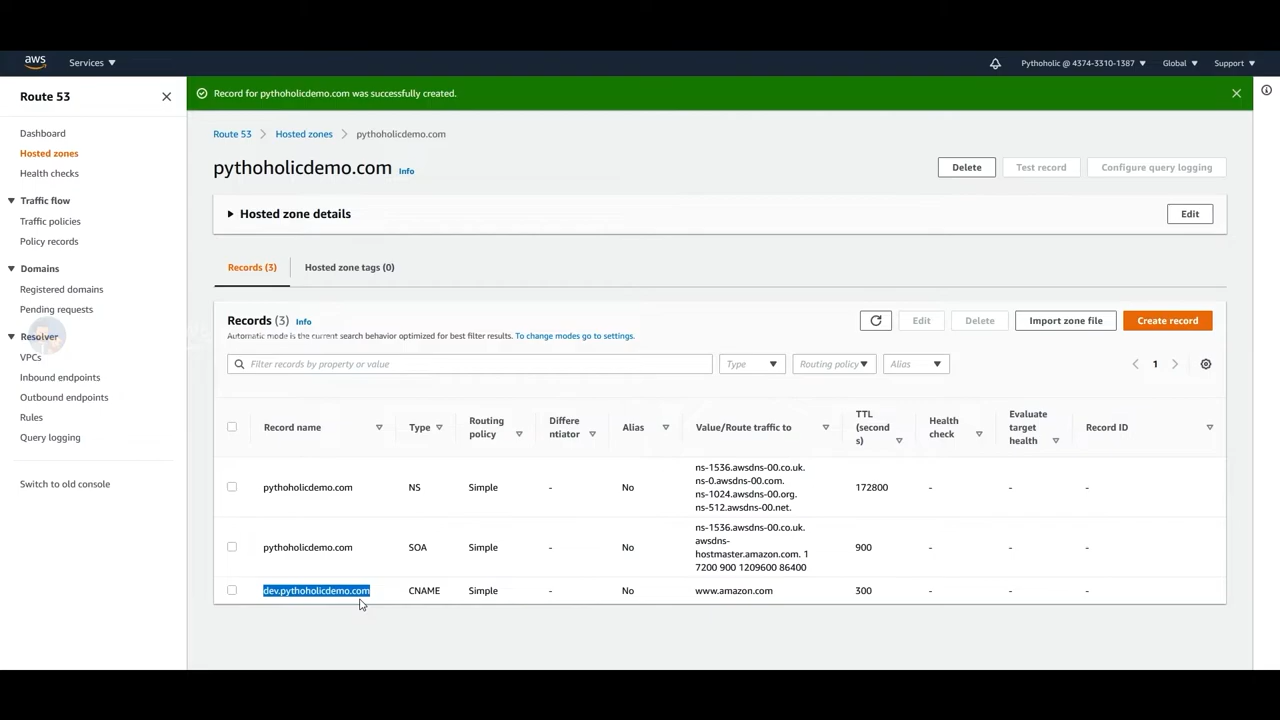 aws
Services
Pythoholic @ 4374-3310-1387
Global
Support
Route 53
Dashboard
Hosted zones
Health checks
Traffic flow
Traffic policies
Policy records
Domains
Registered domains
Pending requests
Resolver
VPCs
Inbound endpoints
Outbound endpoints
Rules
Query logging
Switch to old console
Record for pythoholicdemo.com was successfully created.
Route 53 > Hosted zones > pythoholicdemo.com
pythoholicdemo.com Info
Delete
Test record
Configure query logging
Hosted zone details
Edit
Records (3)
Hosted zone tags (0)
Records (3) Info
Automatic mode is the current search behavior optimized for best filter results. To change modes go to settings.
Edit
Delete
Import zone file
Create record
Filter records by property or value
Type
Routing policy
Alias
1
Record name
Type
Routing
policy
Differe
ntiator
Alias
Value/Route traffic to
TTL
(second
s)
Health
check
Evaluate
target
health
Record ID
pythoholicdemo.com
NS
Simple
-
No
ns-1536.awsdns-00.co.uk.
ns-0.awsdns-00.com.
ns-1024.awsdns-00.org.
ns-512.awsdns-00.net.
172800
-
-
-
pythoholicdemo.com
SOA
Simple
-
No
ns-1536.awsdns-00.co.uk.
awsdns-
hostmaster.amazon.com. 1
7200 900 1209600 86400
900
-
-
-
dev.pythoholicdemo.com
CNAME
Simple
-
No
www.amazon.com
300
-
-
-